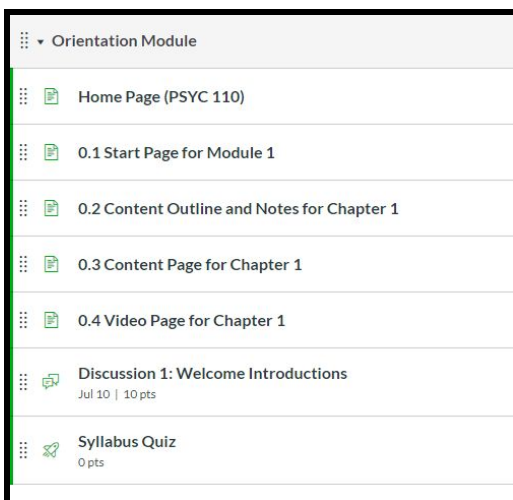 Orientation Module
Home Page (PSYC 110)
0.1 Start Page for Module 1
0.2 Content Outline and Notes for Chapter 1
0.3 Content Page for Chapter 1
0.4 Video Page for Chapter 1
Discussion 1: Welcome Introductions
Jul 10 | 10 pts
Syllabus Quiz
0 pts